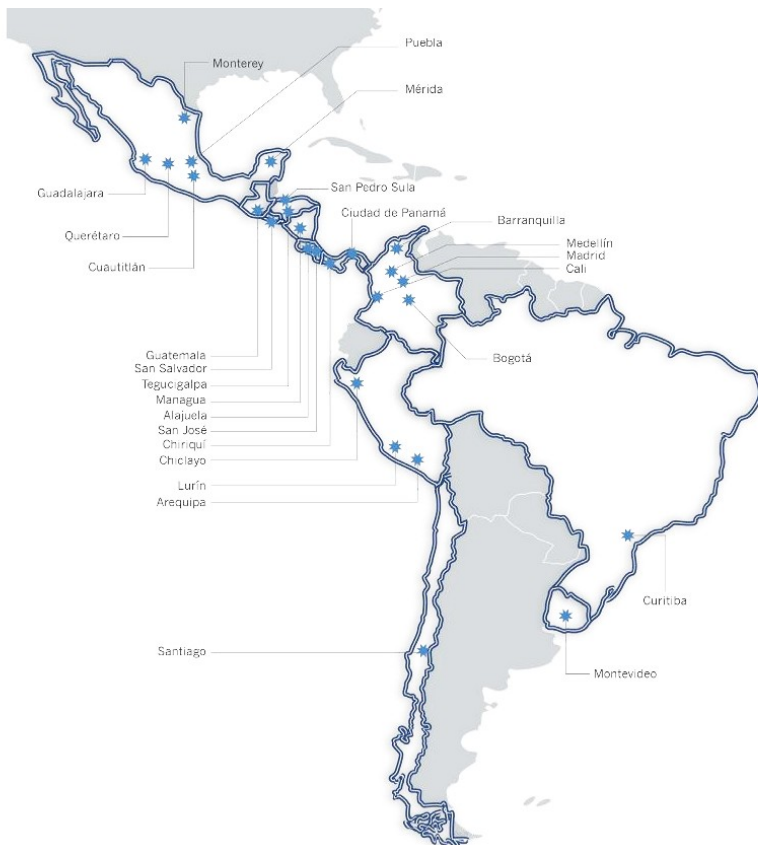 Puebla
Monterey
Mérida
San Pedro Sula
Guadalajara
Ciudad de Panamá
Barranquilla
Querétaro
Medellín
Madrid
Cuautitlán
Cali
Guatemala
Bogotá
San Salvador
Tegucigalpa
Managua
Alajuela
San José
Chiriquí
Chiclayo
Lurín
Arequipa
Curitiba
Santiago
Montevideo